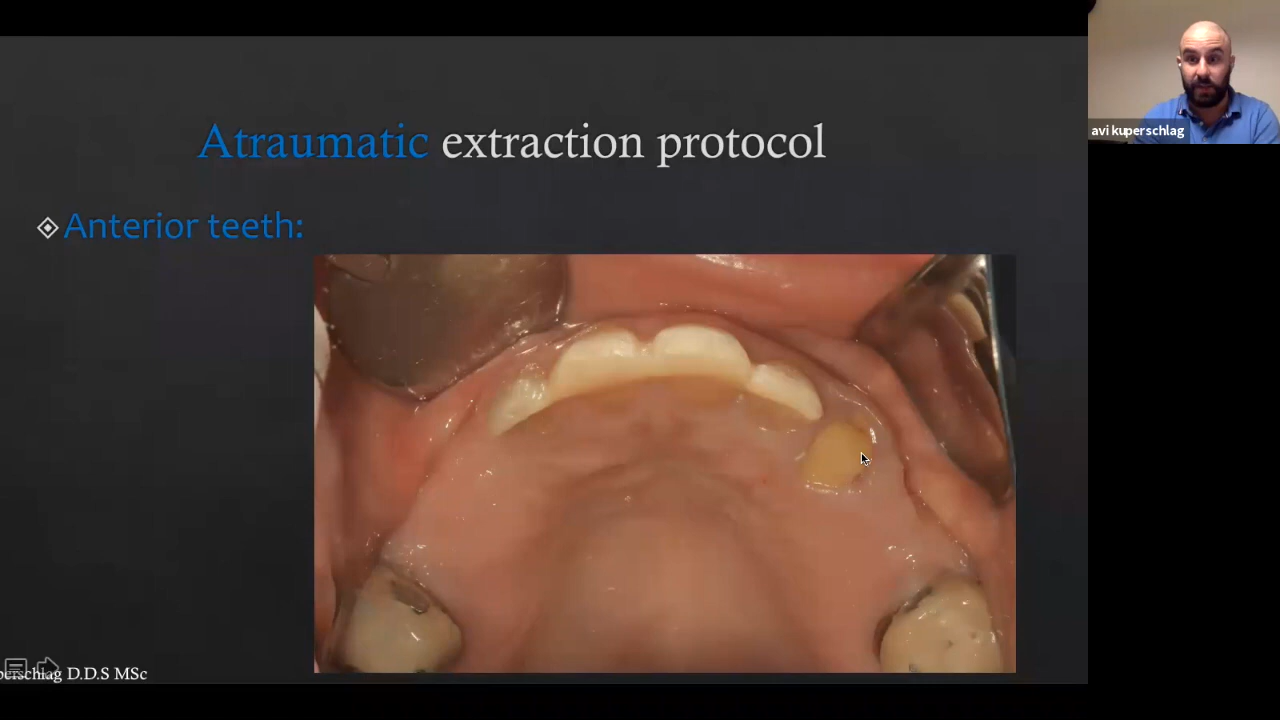 Atraumatic extraction protocol
avi kuperschlag
Anterior teeth:
D.D.S MSc